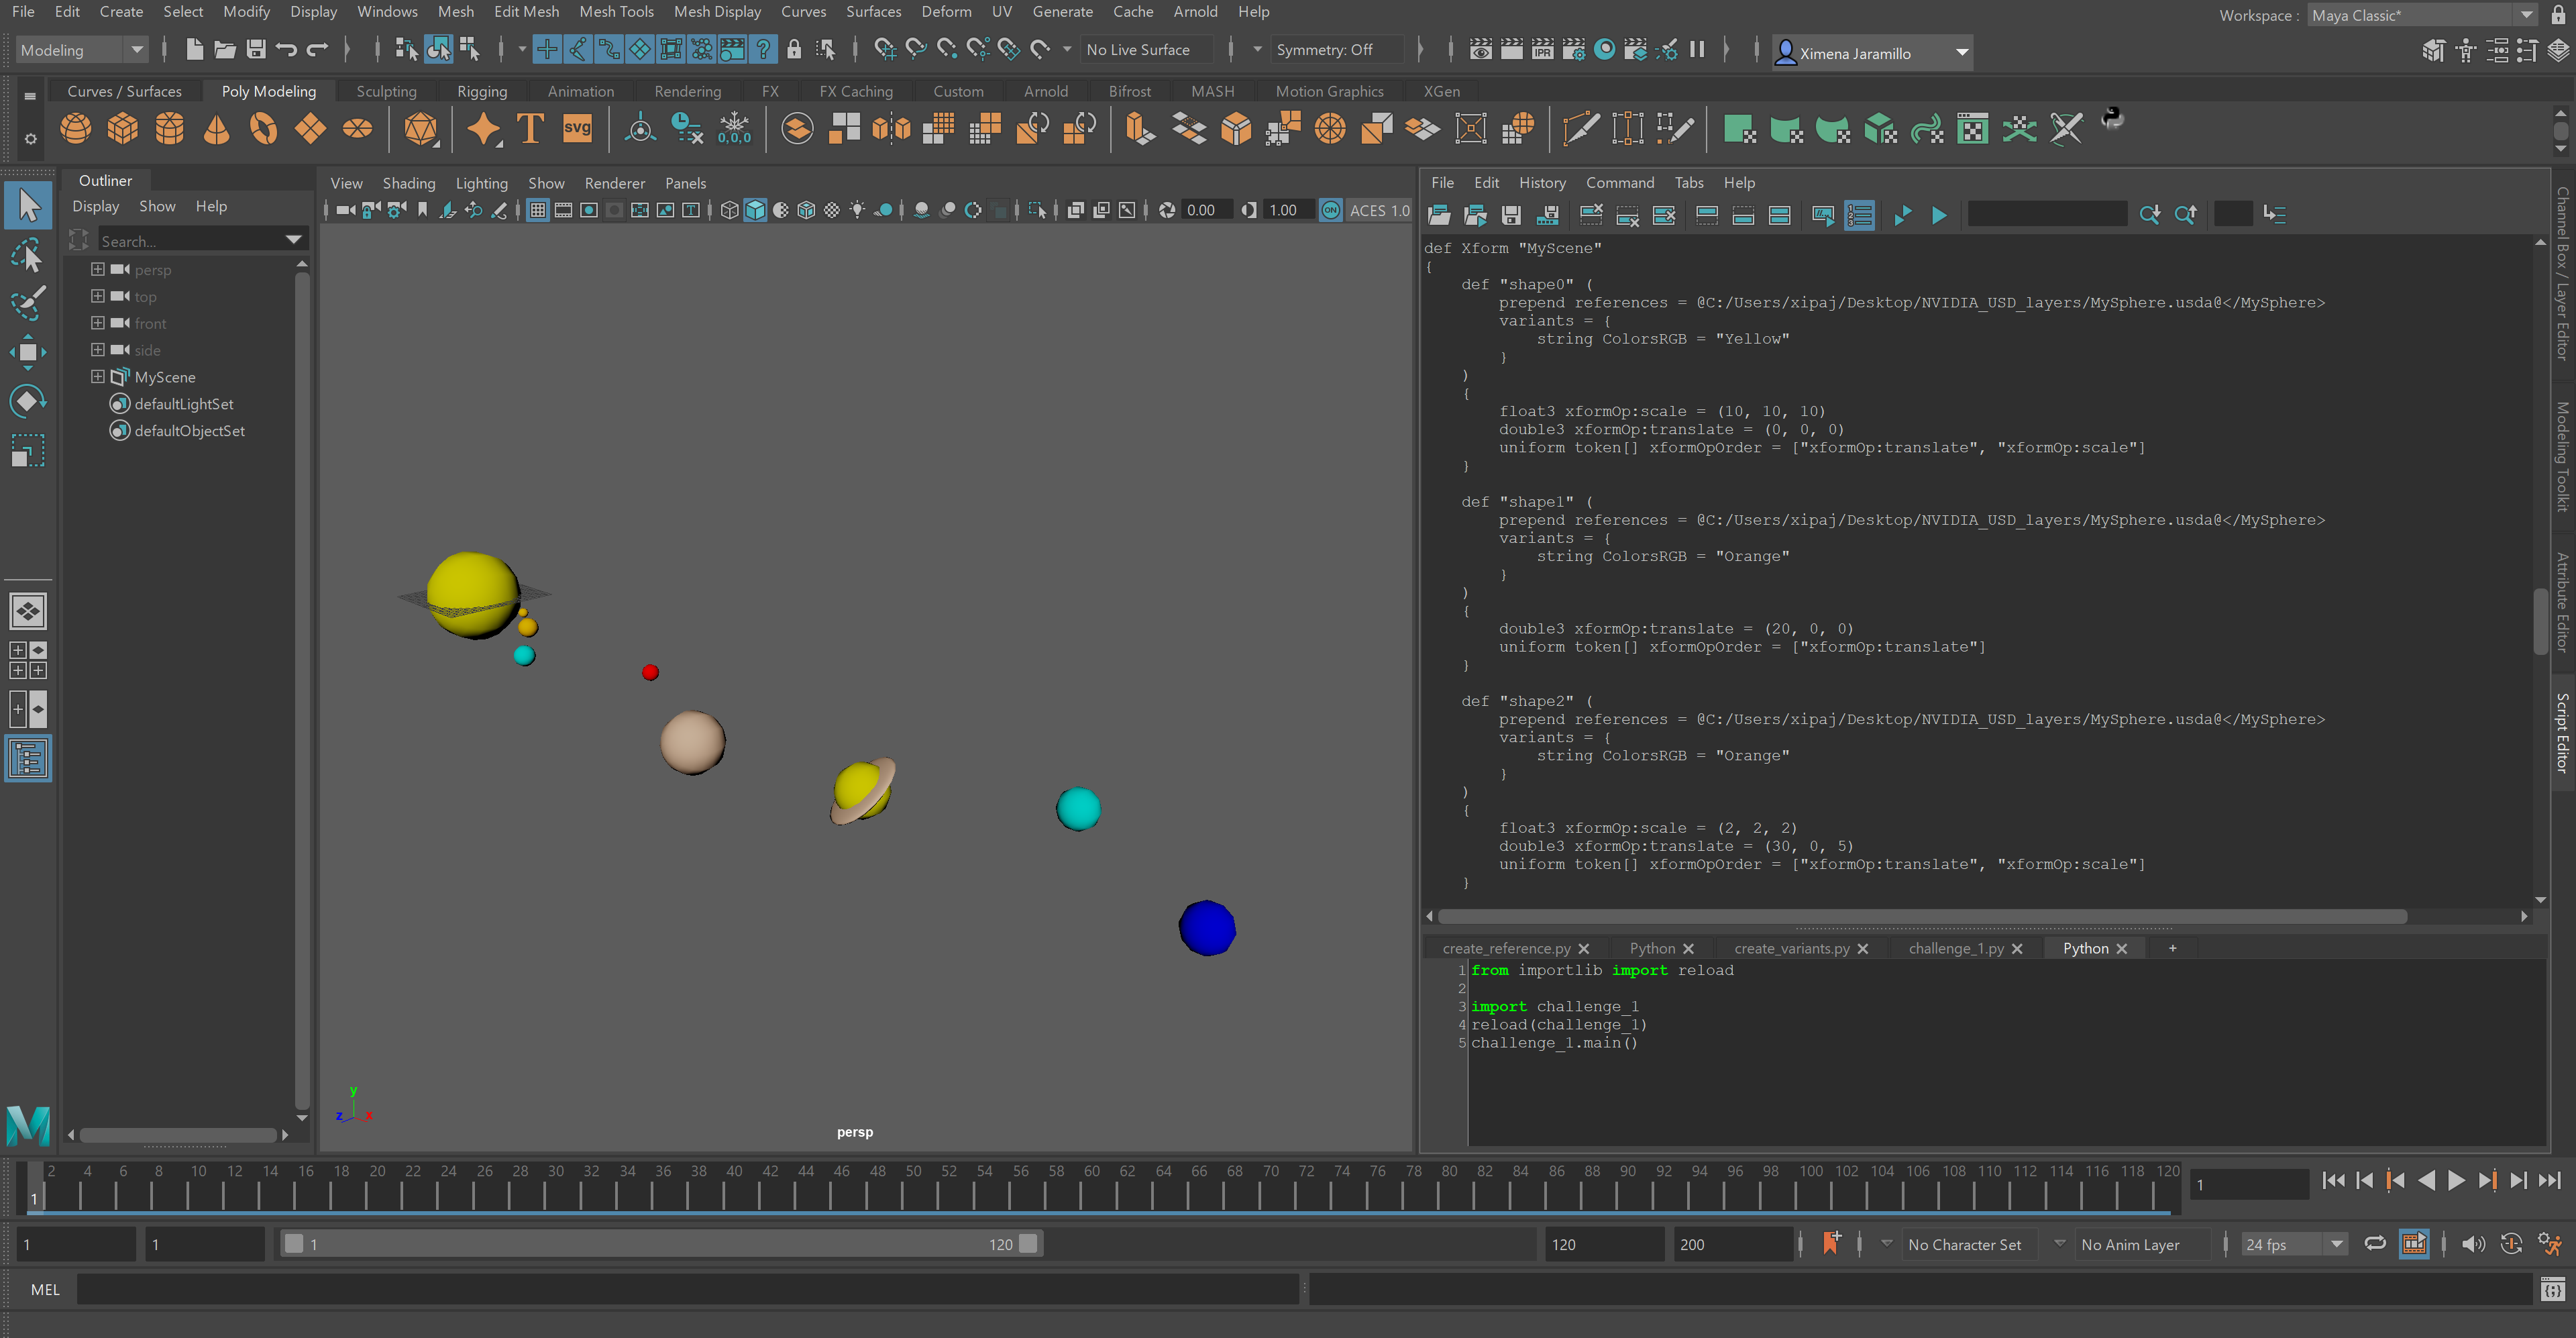 File Edit Create Select Modify Display Windows Mesh Edit Mesh Mesh Tools Mesh Display Curves Surfaces Deform UV Generate Cache Arnold Help
Workspace : Maya Classic*
Modeling
No Live Surface
Symmetry: Off
IPR
Ximena Jaramillo
Curves / Surfaces Poly Modeling Sculpting Rigging Animation Rendering FX FX Caching Custom Arnold Bifrost MASH Motion Graphics XGen
T
svg
0,0,0
Outliner
Display Show Help
Search...
persp
top
front
side
MyScene
defaultLightSet
defaultObjectSet
View Shading Lighting Show Renderer Panels
0.00
1.00
ON
ACES 1.0
y
z
x
persp
File Edit History Command Tabs Help
def Xform "MyScene"
{
def "shape0" (
prepend references = @C:/Users/xipaj/Desktop/NVIDIA_USD_layers/MySphere.usda@</MySphere>
variants = {
string ColorsRGB = "Yellow"
}
)
{
float3 xformOp:scale = (10, 10, 10)
double3 xformOp:translate = (0, 0, 0)
uniform token[] xformOpOrder = ["xformOp:translate", "xformOp:scale"]
}
def "shape1" (
prepend references = @C:/Users/xipaj/Desktop/NVIDIA_USD_layers/MySphere.usda@</MySphere>
variants = {
string ColorsRGB = "Orange"
}
)
{
double3 xformOp:translate = (20, 0, 0)
uniform token[] xformOpOrder = ["xformOp:translate"]
}
def "shape2" (
prepend references = @C:/Users/xipaj/Desktop/NVIDIA_USD_layers/MySphere.usda@</MySphere>
variants = {
string ColorsRGB = "Orange"
}
)
{
float3 xformOp:scale = (2, 2, 2)
double3 xformOp:translate = (30, 0, 5)
uniform token[] xformOpOrder = ["xformOp:translate", "xformOp:scale"]
}
create_reference.py Python create_variants.py challenge_1.py Python +
1 from importlib import reload
2
3 import challenge_1
4 reload(challenge_1)
5 challenge_1.main()
Channel Box / Layer Editor
Modeling Toolkit
Attribute Editor
Script Editor
2 4 6 8 10 12 14 16 18 20 22 24 26 28 30 32 34 36 38 40 42 44 46 48 50 52 54 56 58 60 62 64 66 68 70 72 74 76 78 80 82 84 86 88 90 92 94 96 98 100 102 104 106 108 110 112 114 116 118 120
1
1
1 1 1 120 120 200 No Character Set No Anim Layer 24 fps
MEL